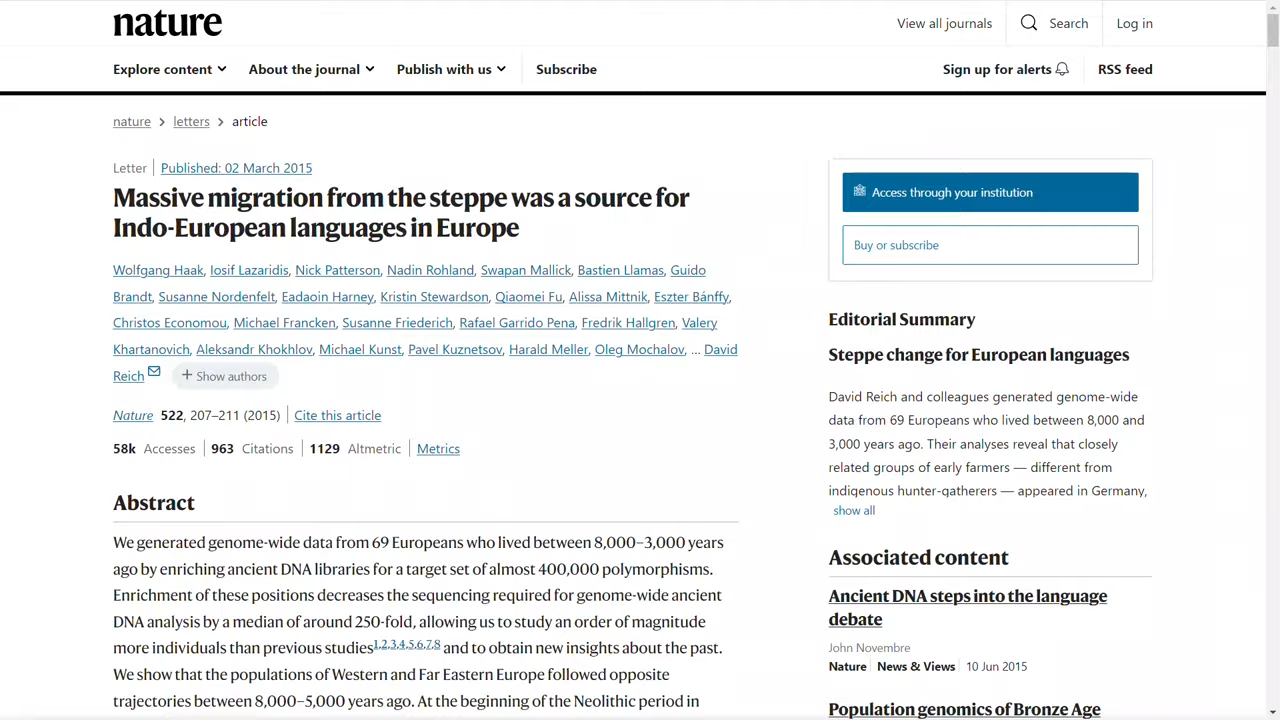 nature
View all journals
Search
Log in
Explore content
About the journal
Publish with us
Subscribe
Sign up for alerts
RSS feed
nature > letters > article
Letter | Published: 02 March 2015
Massive migration from the steppe was a source for
Indo-European languages in Europe
Wolfgang Haak, Iosif Lazaridis, Nick Patterson, Nadin Rohland, Swapan Mallick, Bastien Llamas, Guido
Brandt, Susanne Nordenfelt, Eadaoin Harney, Kristin Stewardson, Qiaomei Fu, Alissa Mittnik, Eszter Bánffy,
Christos Economou, Michael Francken, Susanne Friederich, Rafael Garrido Pena, Fredrik Hallgren, Valery
Khartanovich, Aleksandr Khokhlov, Michael Kunst, Pavel Kuznetsov, Harald Meller, Oleg Mochalov, ... David
Reich + Show authors
Nature 522, 207–211 (2015) | Cite this article
58k Accesses | 963 Citations | 1129 Altmetric | Metrics
Abstract
We generated genome-wide data from 69 Europeans who lived between 8,000–3,000 years
ago by enriching ancient DNA libraries for a target set of almost 400,000 polymorphisms.
Enrichment of these positions decreases the sequencing required for genome-wide ancient
DNA analysis by a median of around 250-fold, allowing us to study an order of magnitude
more individuals than previous studies1,2,3,4,5,6,7,8 and to obtain new insights about the past.
We show that the populations of Western and Far Eastern Europe followed opposite
trajectories between 8,000–5,000 years ago. At the beginning of the Neolithic period in
Access through your institution
Buy or subscribe
Editorial Summary
Steppe change for European languages
David Reich and colleagues generated genome-wide
data from 69 Europeans who lived between 8,000 and
3,000 years ago. Their analyses reveal that closely
related groups of early farmers — different from
indigenous hunter-gatherers — appeared in Germany,
show all
Associated content
Ancient DNA steps into the language
debate
John Novembre
Nature | News & Views | 10 Jun 2015
Population genomics of Bronze Age